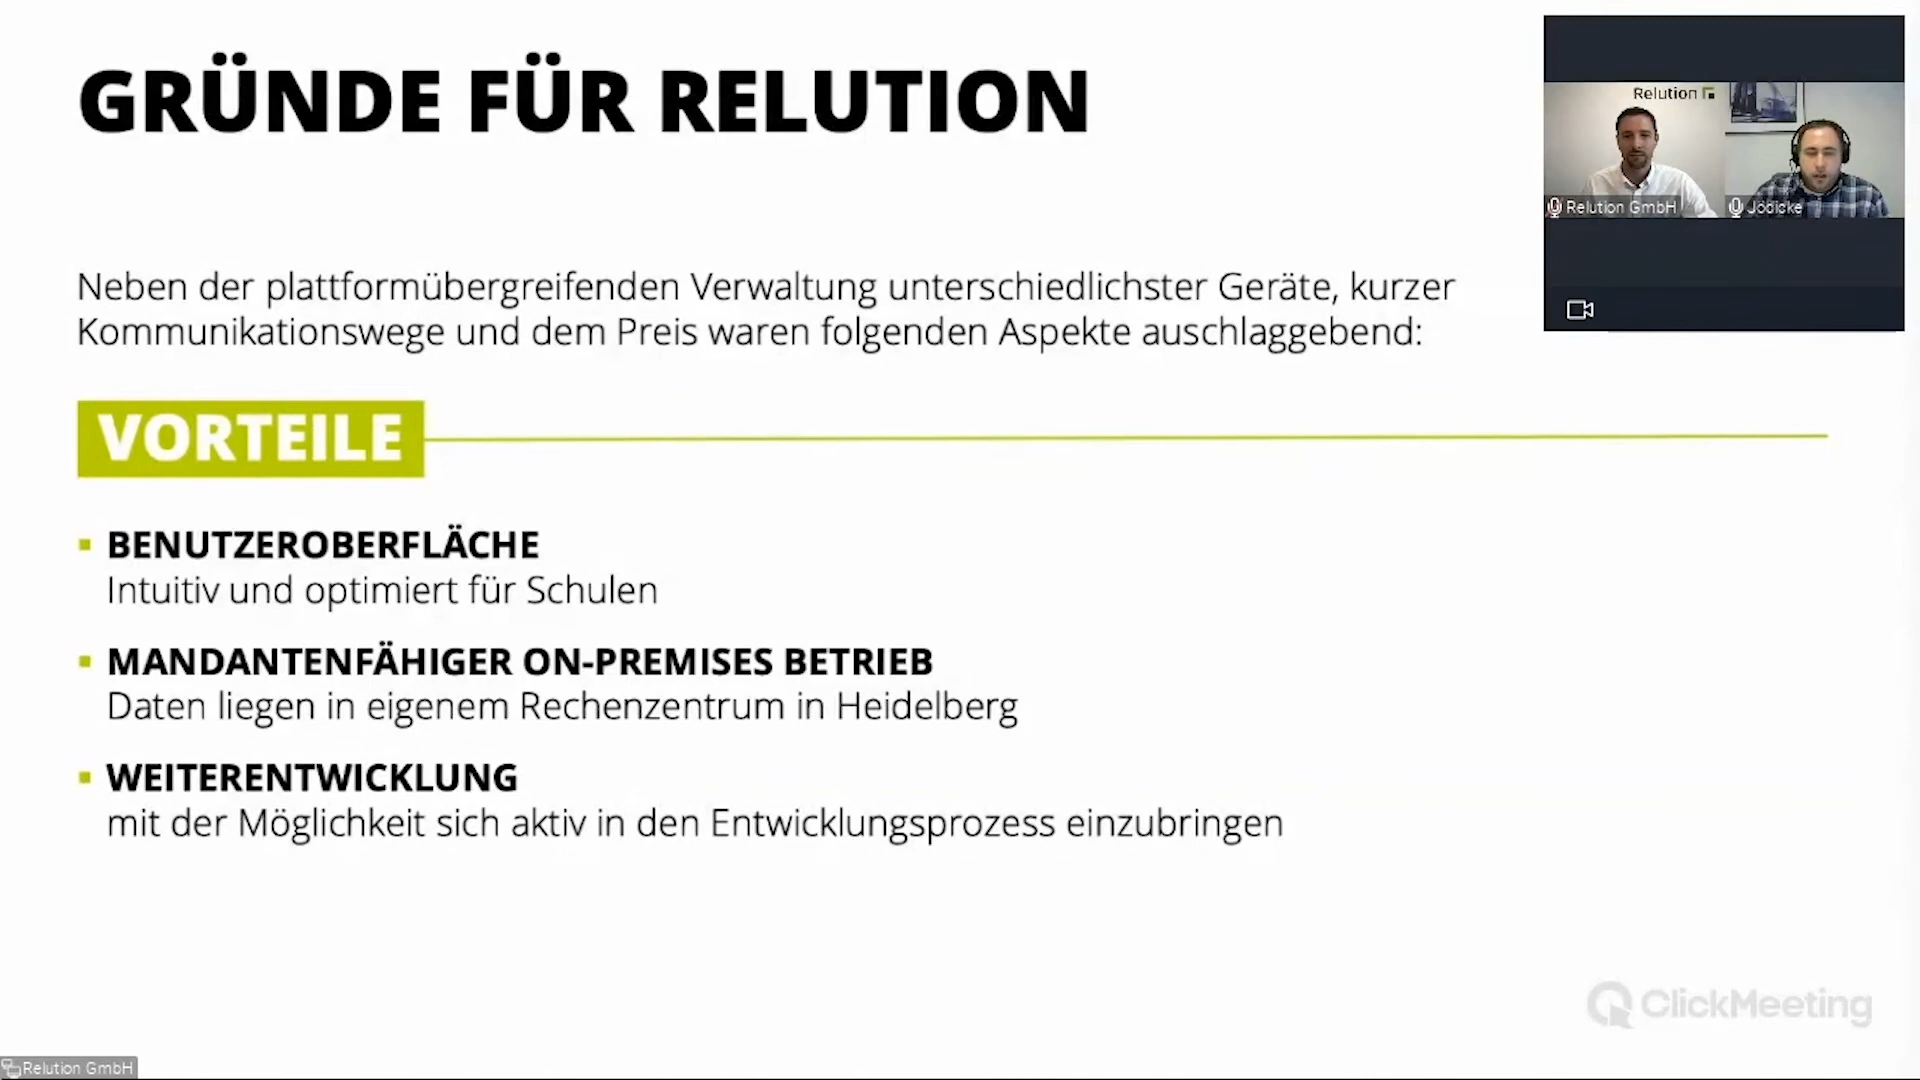 GRÜNDE FÜR RELUTION
Relution
Relution GmbH
Jödicke
Neben der plattformübergreifenden Verwaltung unterschiedlichster Geräte, kurzer
Kommunikationswege und dem Preis waren folgenden Aspekte auschlaggebend:
VORTEILE
BENUTZEROBERFLÄCHE
Intuitiv und optimiert für Schulen
MANDANTENFÄHIGER ON-PREMISES BETRIEB
Daten liegen in eigenem Rechenzentrum in Heidelberg
WEITERENTWICKLUNG
mit der Möglichkeit sich aktiv in den Entwicklungsprozess einzubringen
ClickMeeting
Relution GmbH